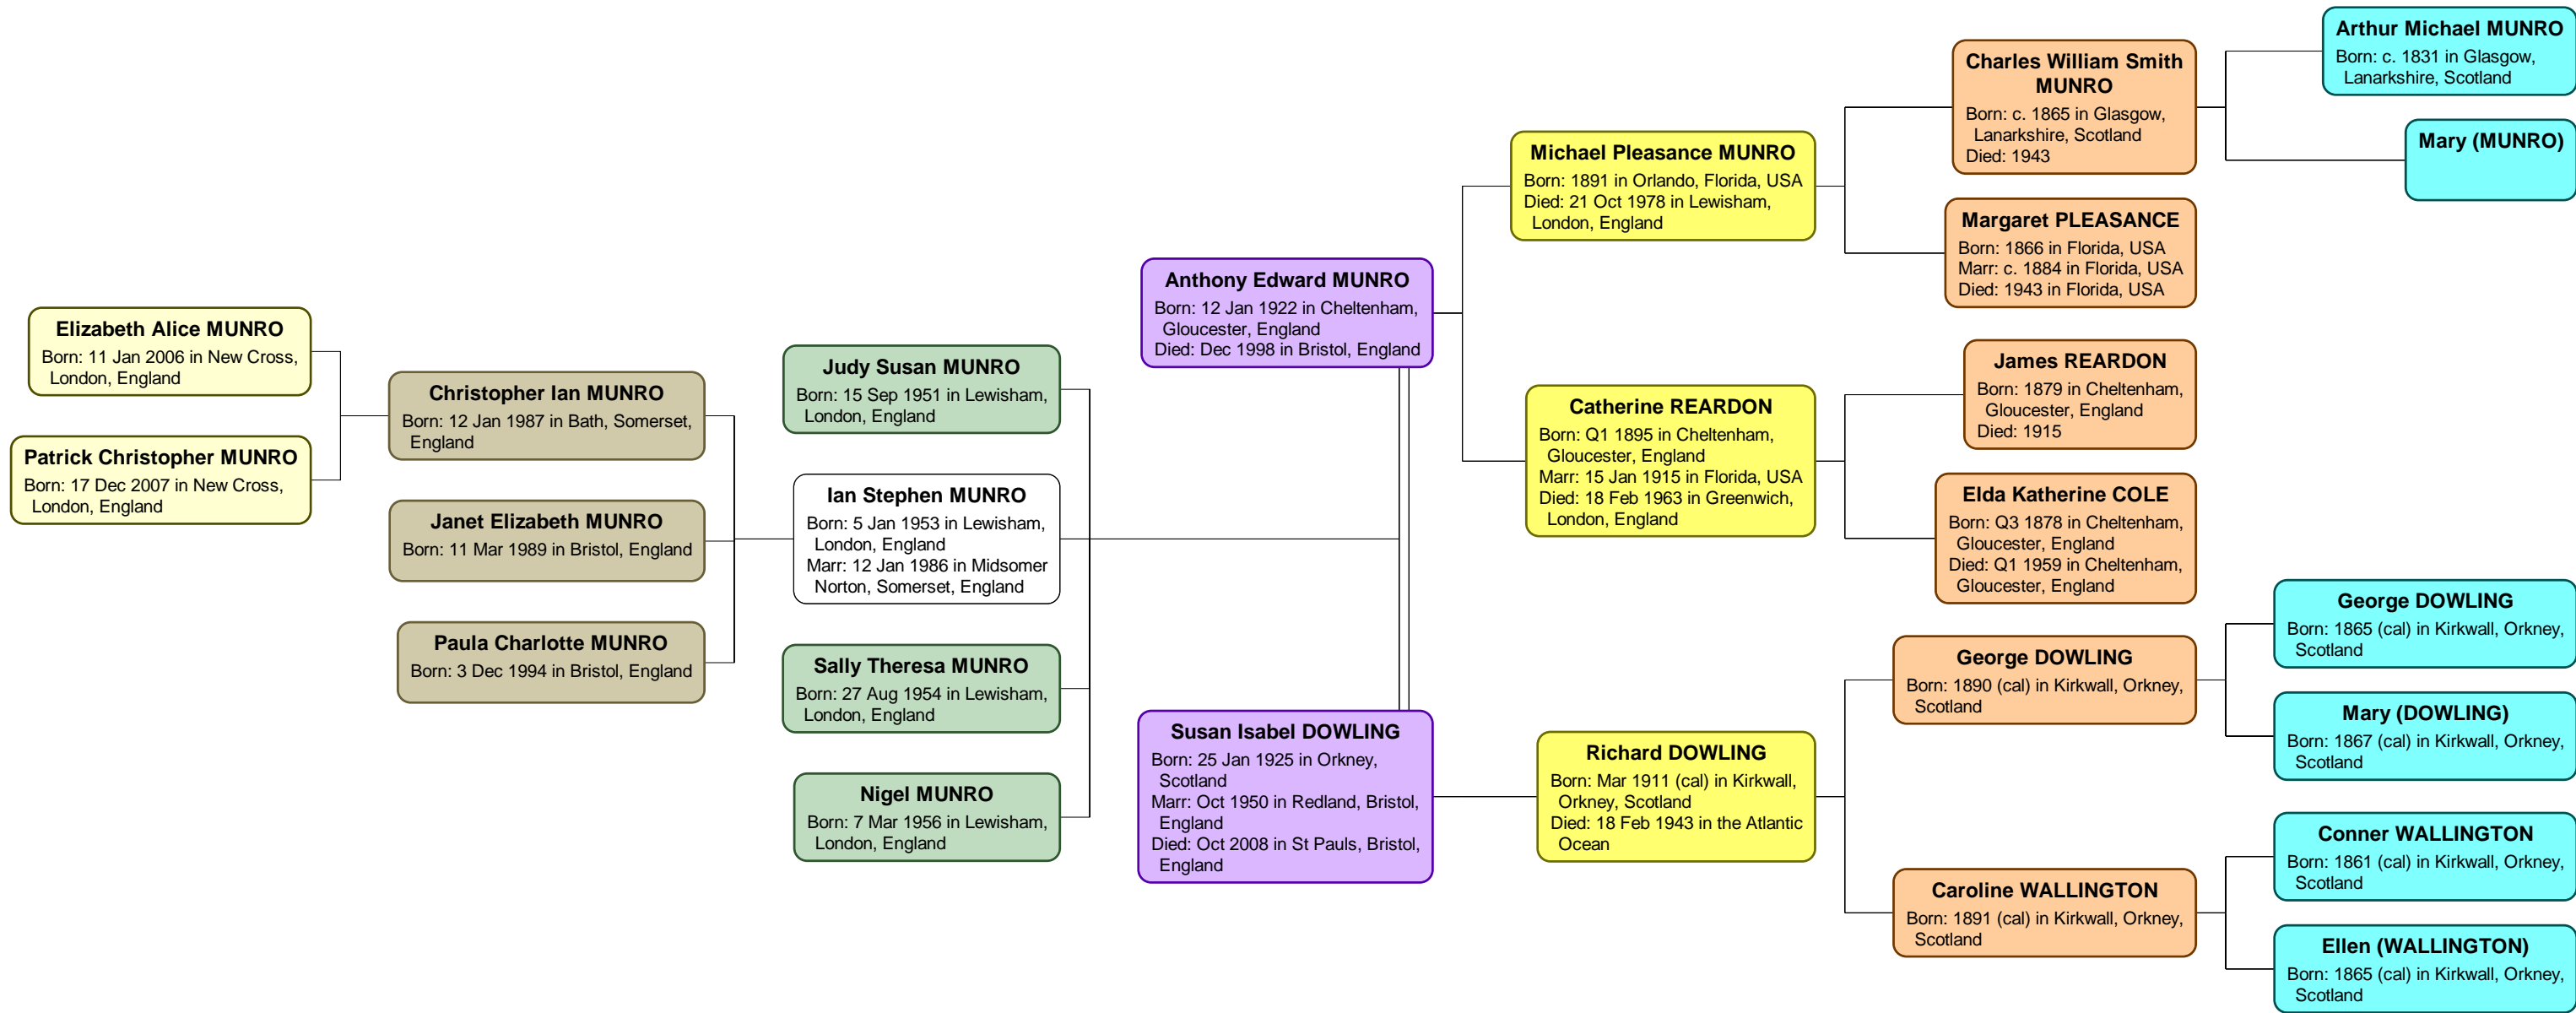 Elizabeth Alice MUNRO
Born: 11 Jan 2006 in New Cross,
London, England
Patrick Christopher MUNRO
Born: 17 Dec 2007 in New Cross,
London, England
Christopher Ian MUNRO
Born: 12 Jan 1987 in Bath, Somerset,
England
Janet Elizabeth MUNRO
Born: 11 Mar 1989 in Bristol, England
Paula Charlotte MUNRO
Born: 3 Dec 1994 in Bristol, England
Judy Susan MUNRO
Born: 15 Sep 1951 in Lewisham,
London, England
Ian Stephen MUNRO
Born: 5 Jan 1953 in Lewisham,
London, England
Marr: 12 Jan 1986 in Midsomer
Norton, Somerset, England
Sally Theresa MUNRO
Born: 27 Aug 1954 in Lewisham,
London, England
Nigel MUNRO
Born: 7 Mar 1956 in Lewisham,
London, England
Anthony Edward MUNRO
Born: 12 Jan 1922 in Cheltenham,
Gloucester, England
Died: Dec 1998 in Bristol, England
Susan Isabel DOWLING
Born: 25 Jan 1925 in Orkney,
Scotland
Marr: Oct 1950 in Redland, Bristol,
England
Died: Oct 2008 in St Pauls, Bristol,
England
Michael Pleasance MUNRO
Born: 1891 in Orlando, Florida, USA
Died: 21 Oct 1978 in Lewisham,
London, England
Catherine REARDON
Born: Q1 1895 in Cheltenham,
Gloucester, England
Marr: 15 Jan 1915 in Florida, USA
Died: 18 Feb 1963 in Greenwich,
London, England
Richard DOWLING
Born: Mar 1911 (cal) in Kirkwall,
Orkney, Scotland
Died: 18 Feb 1943 in the Atlantic
Ocean
Charles William Smith
MUNRO
Born: c. 1865 in Glasgow,
Lanarkshire, Scotland
Died: 1943
Margaret PLEASANCE
Born: 1866 in Florida, USA
Marr: c. 1884 in Florida, USA
Died: 1943 in Florida, USA
James REARDON
Born: 1879 in Cheltenham,
Gloucester, England
Died: 1915
Elda Katherine COLE
Born: Q3 1878 in Cheltenham,
Gloucester, England
Died: Q1 1959 in Cheltenham,
Gloucester, England
George DOWLING
Born: 1890 (cal) in Kirkwall, Orkney,
Scotland
Caroline WALLINGTON
Born: 1891 (cal) in Kirkwall, Orkney,
Scotland
Arthur Michael MUNRO
Born: c. 1831 in Glasgow,
Lanarkshire, Scotland
Mary (MUNRO)
George DOWLING
Born: 1865 (cal) in Kirkwall, Orkney,
Scotland
Mary (DOWLING)
Born: 1867 (cal) in Kirkwall, Orkney,
Scotland
Conner WALLINGTON
Born: 1861 (cal) in Kirkwall, Orkney,
Scotland
Ellen (WALLINGTON)
Born: 1865 (cal) in Kirkwall, Orkney,
Scotland